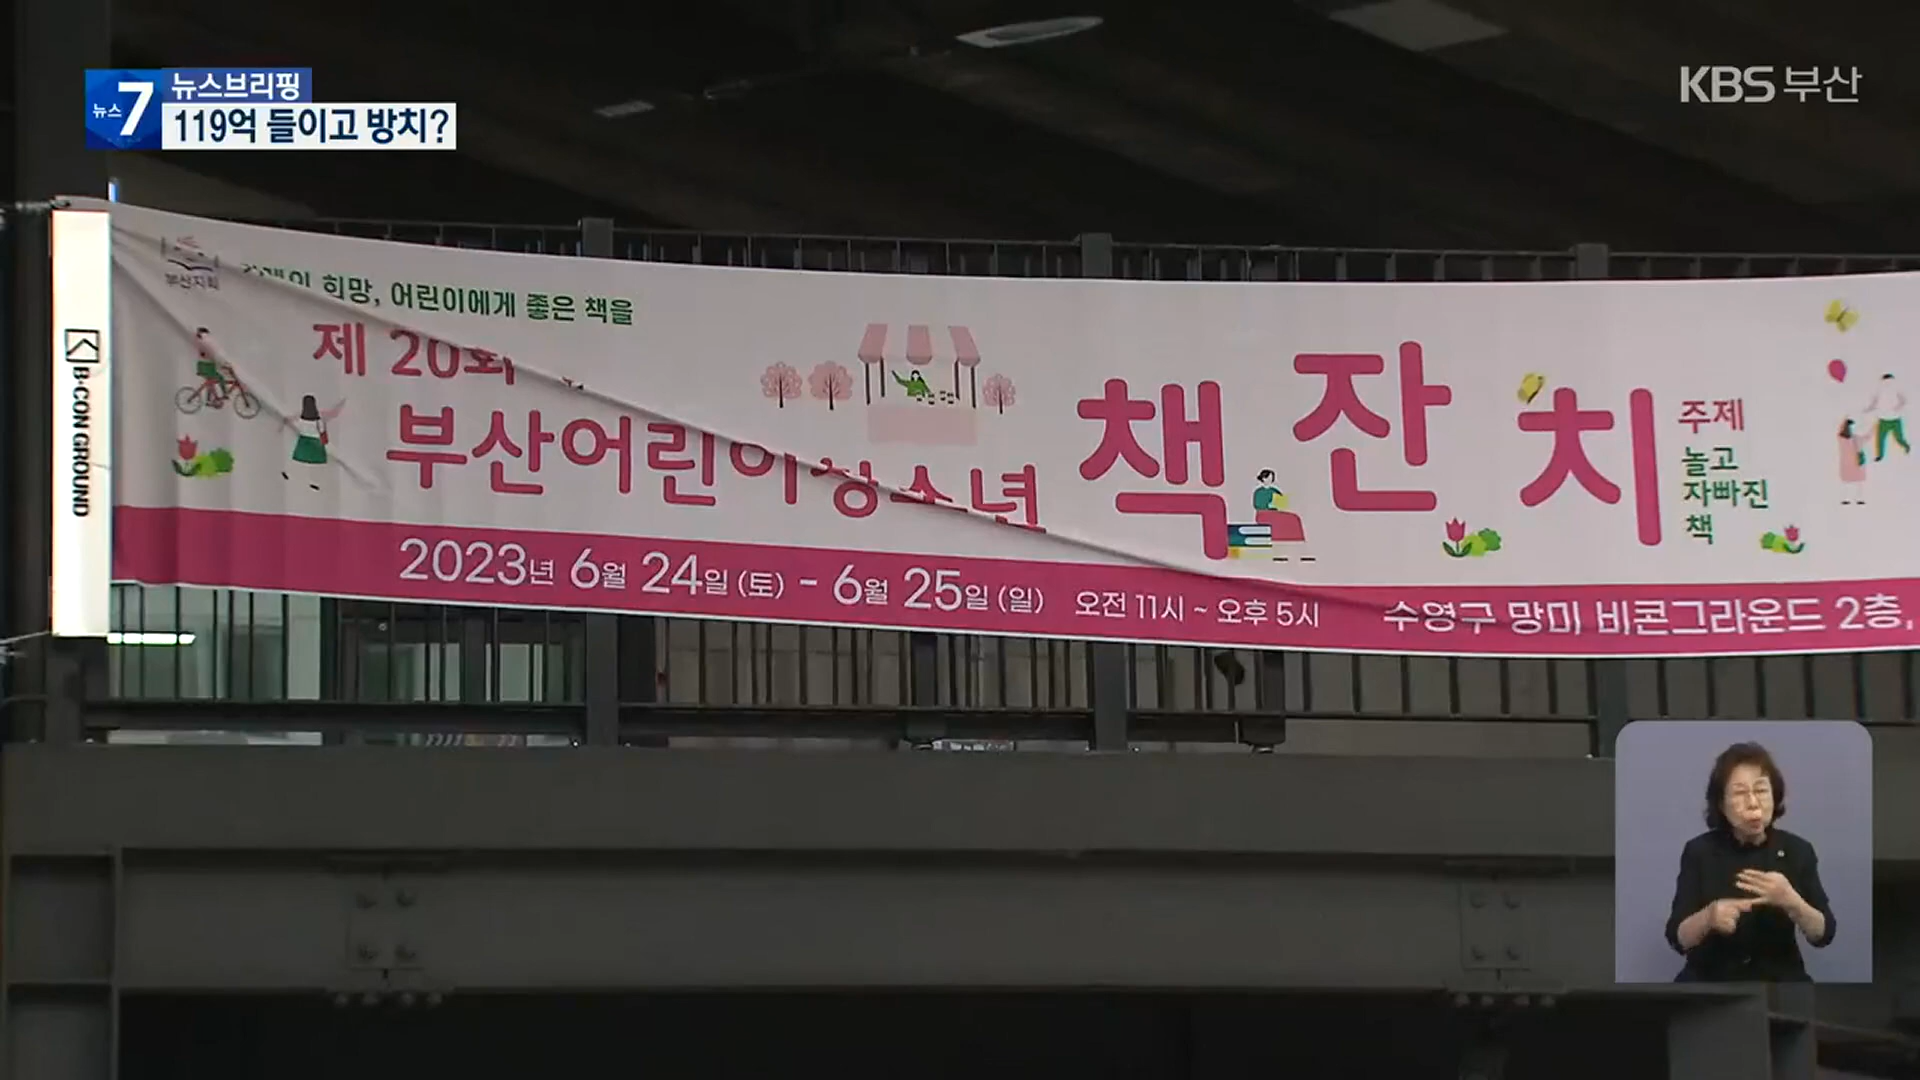 뉴스7
뉴스브리핑
119억 들이고 방치?
KBS 부산
B·CON GROUND
부산지회
희망, 어린이에게 좋은 책을
제 20회
부산어린이청소년
책잔치
주제
놀고
자빠진
책
2023년 6월 24일(토) - 6월 25일(일) 오전 11시 ~ 오후 5시 수영구 망미 비콘그라운드 2층,